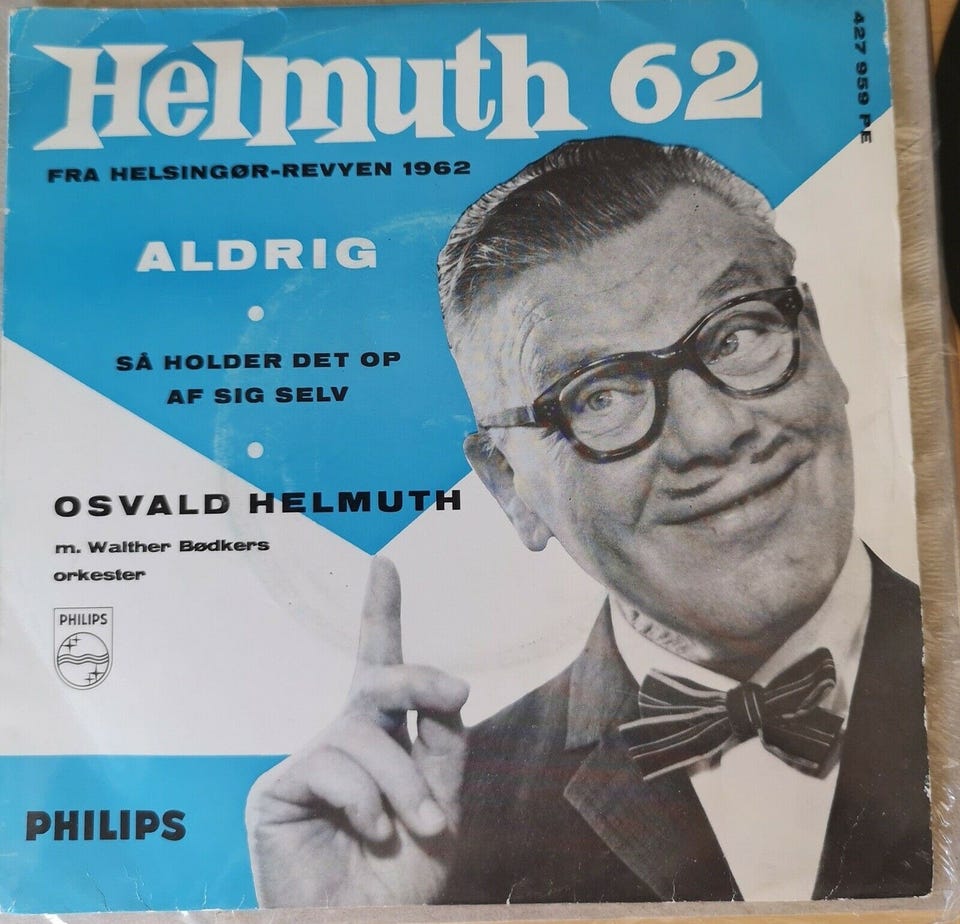 Helmuth 62
427 959 PE
FRA HELSINGØR-REVYEN 1962
ALDRIG
SÅ HOLDER DET OP
AF SIG SELV
OSVALD HELMUTH
m. Walther Bødkers
orkester
PHILIPS
PHILIPS